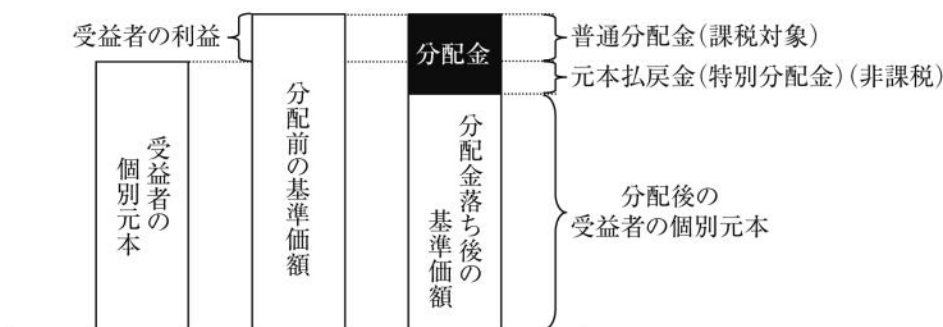 受益者の利益
分配金
普通分配金(課税対象)
元本払戻金(特別分配金)(非課税)
受益者の
個別元本
分配前の基準価額
分配金落ち後の
基準価額
分配後の
受益者の個別元本